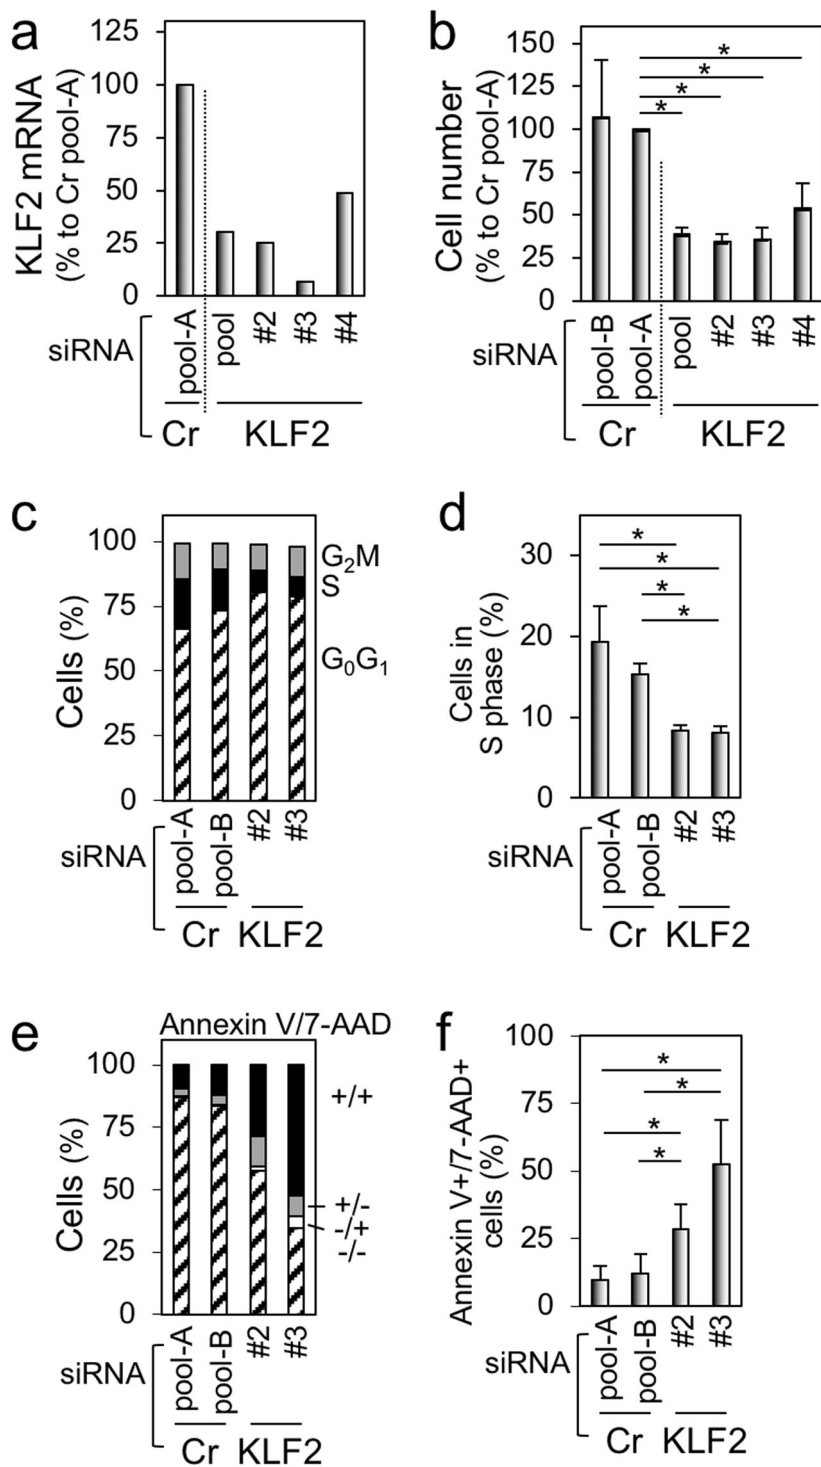 a
KLF2 mRNA
(% to Cr pool-A)
125
100
75
50
25
0
siRNA
pool-A
pool
#2
#3
#4
Cr
KLF2
b
Cell number
(% to Cr pool-A)
150
125
100
75
50
25
0
*
*
*
*
siRNA
pool-B
pool-A
pool
#2
#3
#4
Cr
KLF2
c
Cells (%)
100
75
50
25
0
G₂M
S
G₀G₁
siRNA
pool-A
pool-B
#2
#3
Cr
KLF2
d
Cells in
S phase (%)
30
20
10
0
*
*
*
*
siRNA
pool-A
pool-B
#2
#3
Cr
KLF2
e
Annexin V/7-AAD
Cells (%)
100
75
50
25
0
+/+
+/-
-/+
-/-
siRNA
pool-A
pool-B
#2
#3
Cr
KLF2
f
Annexin V+/7-AAD+
cells (%)
100
75
50
25
0
*
*
*
*
siRNA
pool-A
pool-B
#2
#3
Cr
KLF2